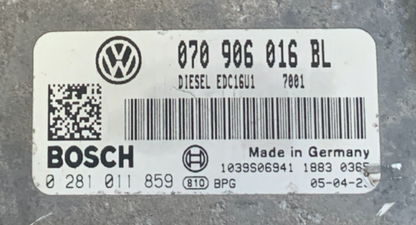 070 906 016 BL
DIESEL EDC16U1 7001
BOSCH
Made in Germany
1039S06941 1883 0365
0 281 011 859 810 BPG 05-04-2